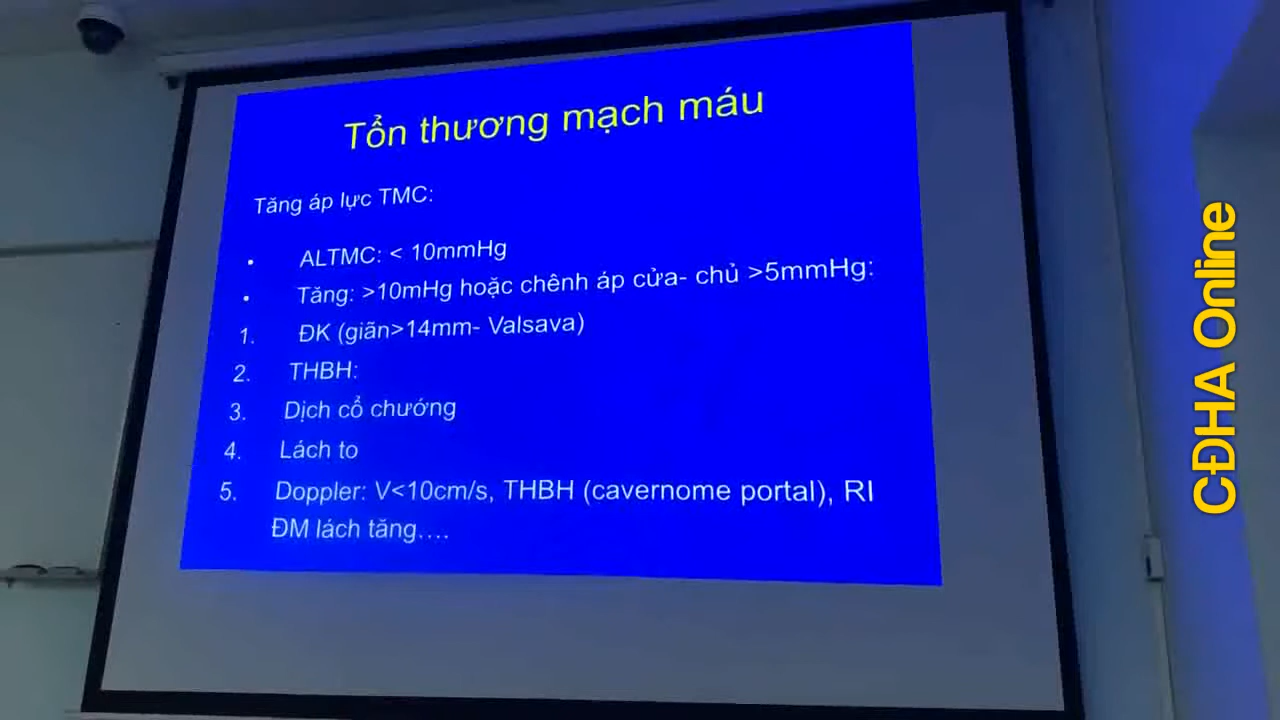 Tổn thương mạch máu
Tăng áp lực TMC:
• ALTMC: < 10mmHg
• Tăng: >10mHg hoặc chênh áp cửa- chủ >5mmHg:
1. ĐK (giãn>14mm- Valsava)
2. THBH:
3. Dịch cổ chướng
4. Lách to
5. Doppler: V<10cm/s, THBH (cavernome portal), RI
ĐM lách tăng….
CĐHA Online